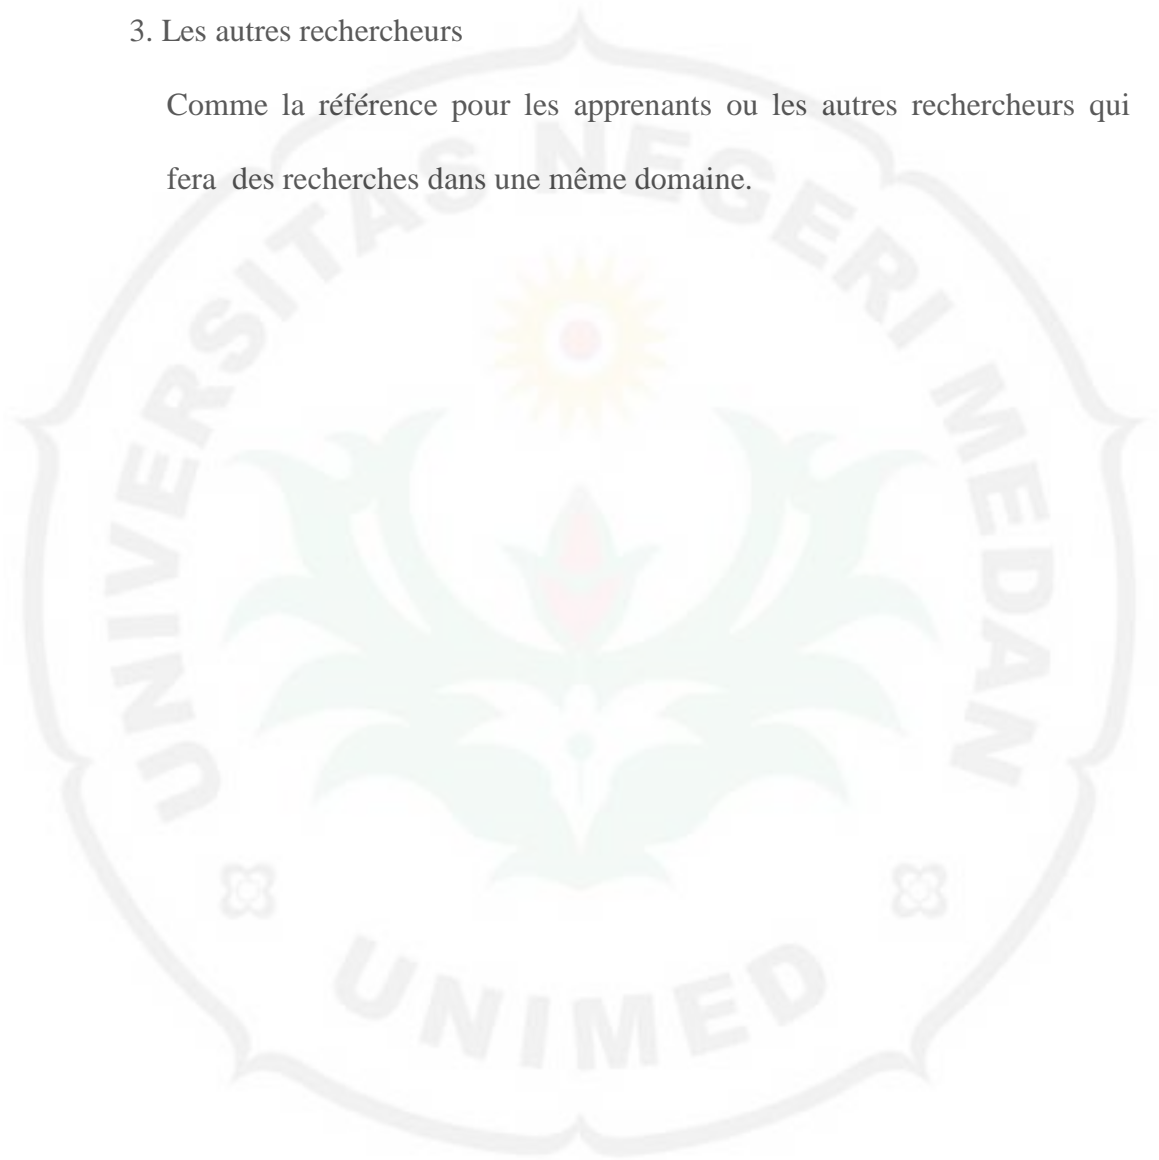 3. Les autres rechercheurs
Comme la référence pour les apprenants ou les autres rechercheurs qui
fera des recherches dans une même domaine.
UNIVERSITAS NEGERI MEDAN
UNIMED